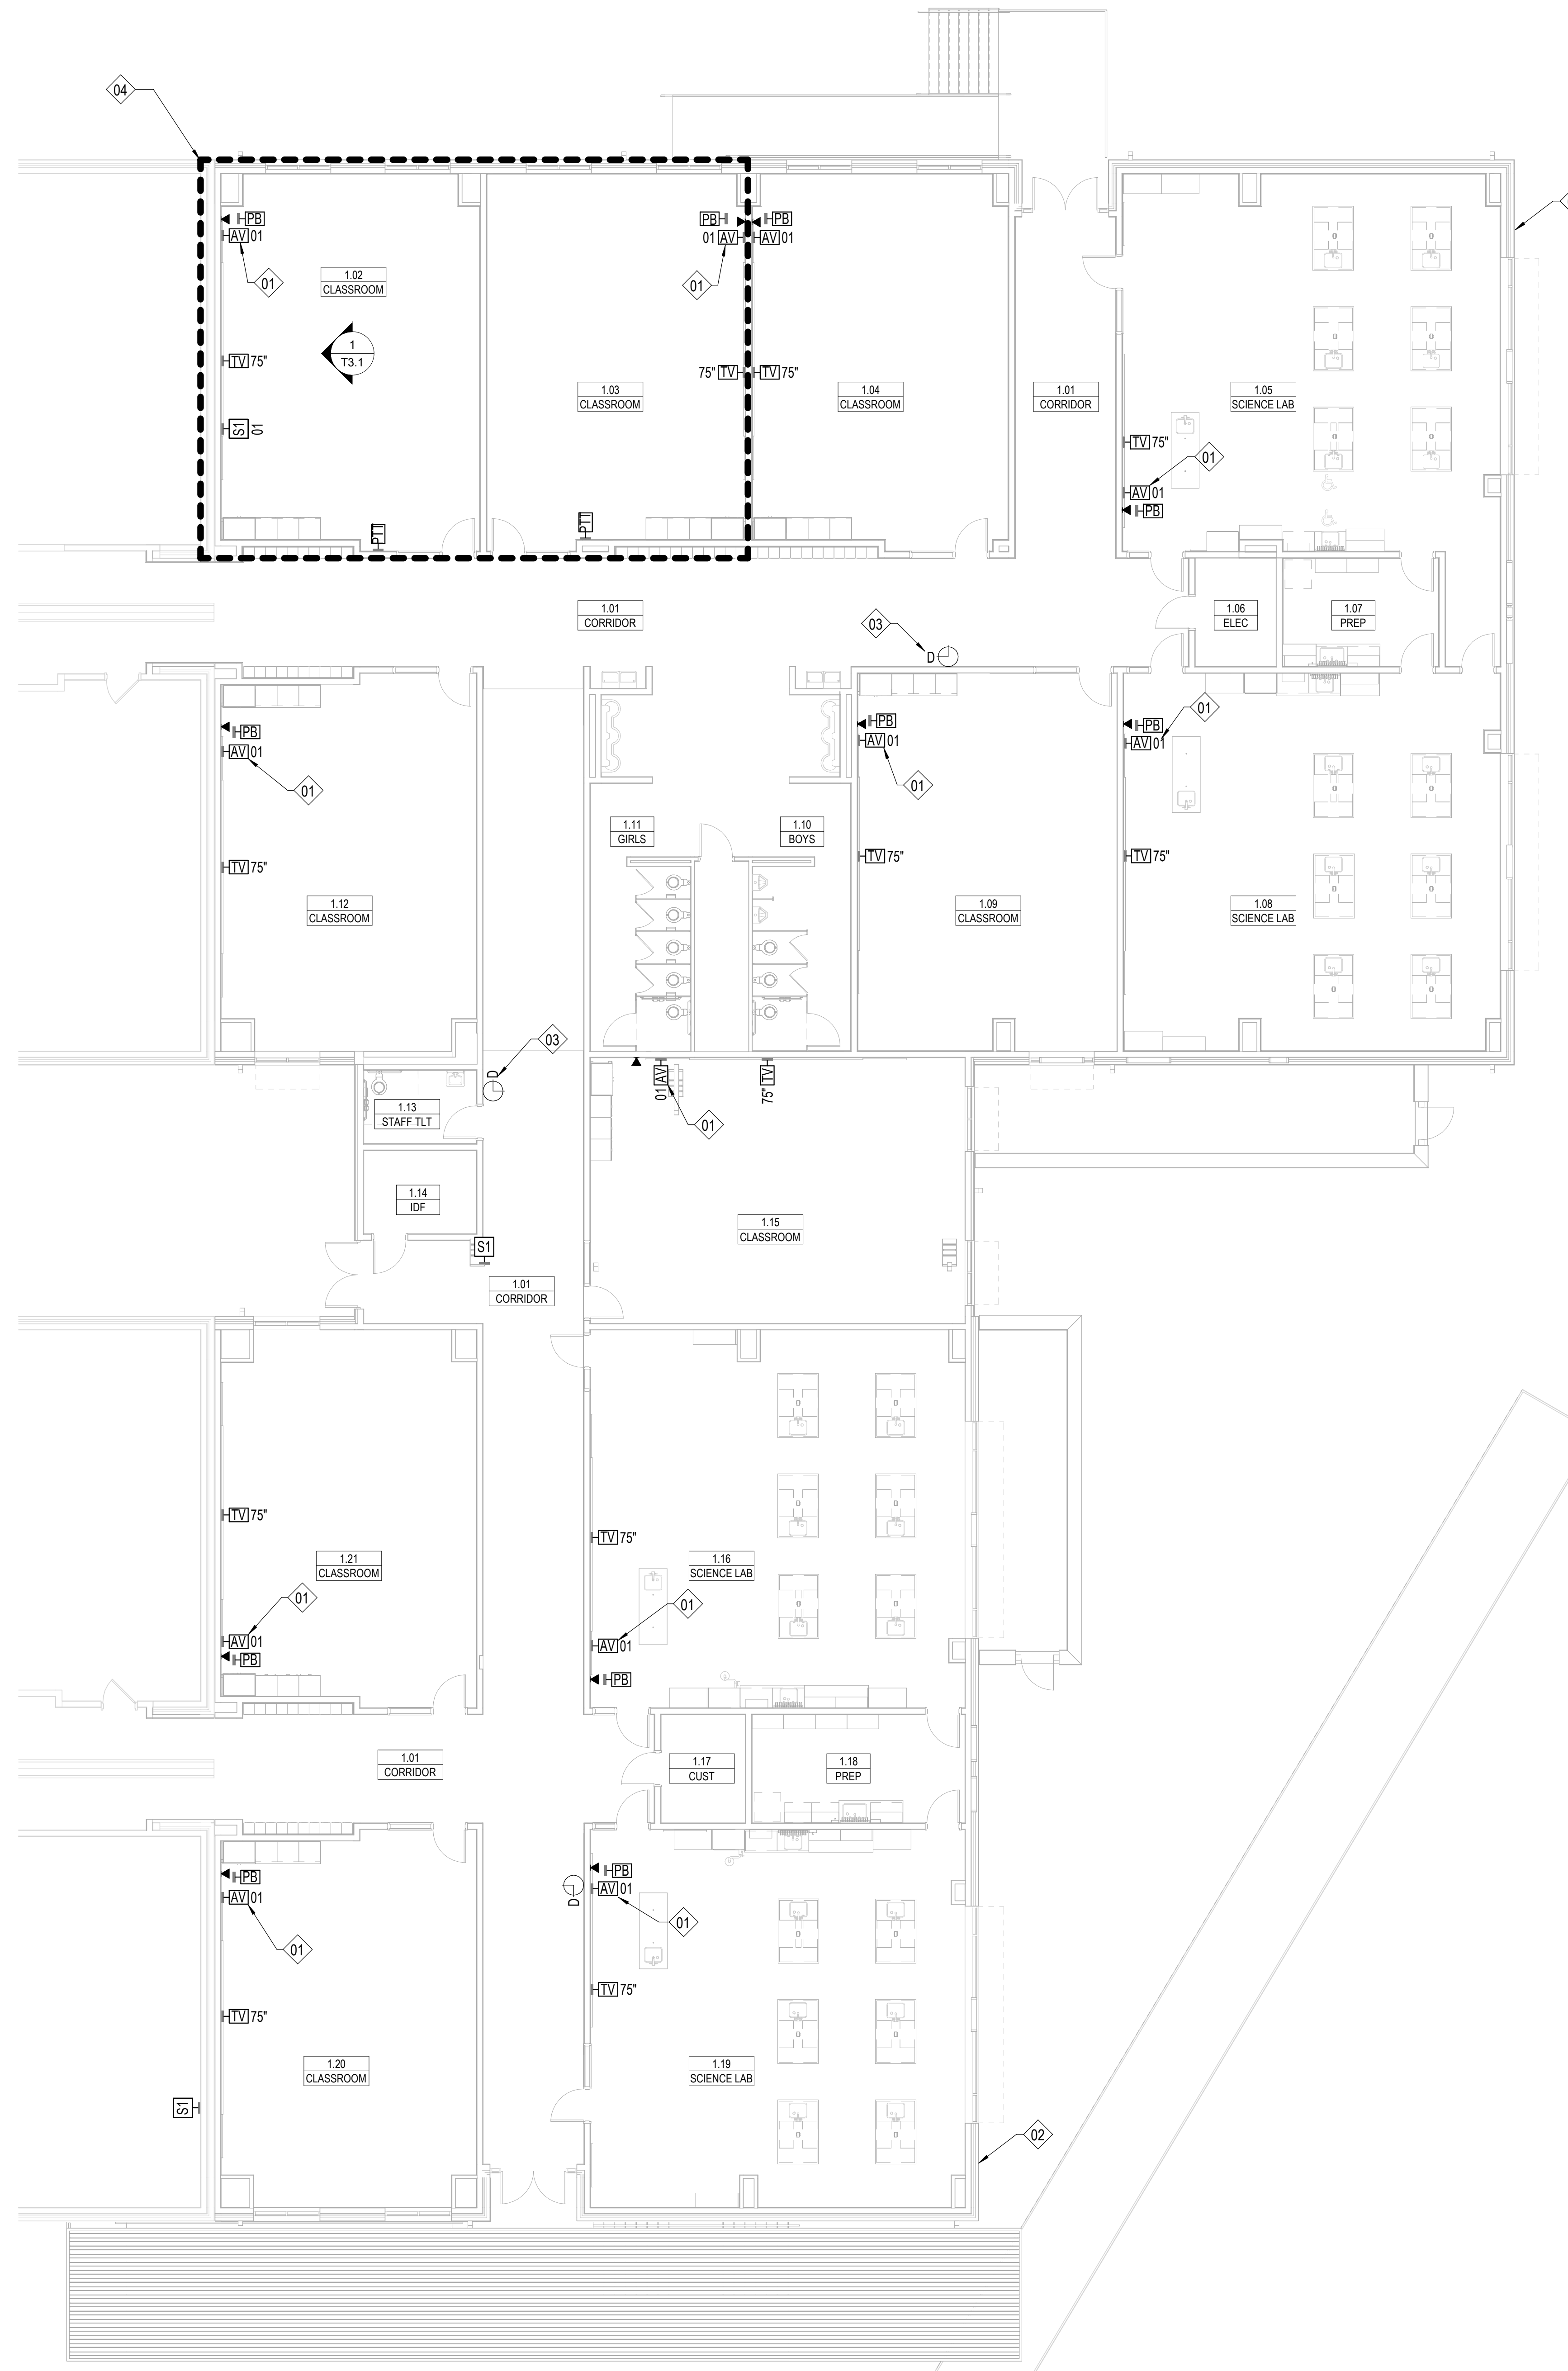 04
PB
AV 01
01
1.02
CLASSROOM
1
T3.1
TV 75"
S1
01
PTT
PB
01 AV
01
75" TV
1.03
CLASSROOM
PTT
PB
AV 01
TV 75"
1.04
CLASSROOM
1.01
CORRIDOR
1.05
SCIENCE LAB
TV 75"
AV 01
01
PB
1.01
CORRIDOR
03
D
1.06
ELEC
1.07
PREP
PB
AV 01
01
TV 75"
1.12
CLASSROOM
1.11
GIRLS
1.10
BOYS
PB
AV 01
01
TV 75"
1.09
CLASSROOM
PB
AV 01
01
TV 75"
1.08
SCIENCE LAB
03
D
1.13
STAFF TLT
1.14
IDF
S1
1.01
CORRIDOR
01 AV
01
75" TV
1.15
CLASSROOM
TV 75"
1.21
CLASSROOM
01
AV 01
PB
TV 75"
1.16
SCIENCE LAB
01
AV 01
PB
1.01
CORRIDOR
1.17
CUST
1.18
PREP
PB
AV 01
01
TV 75"
1.20
CLASSROOM
S1
D
PB
AV 01
01
TV 75"
1.19
SCIENCE LAB
02